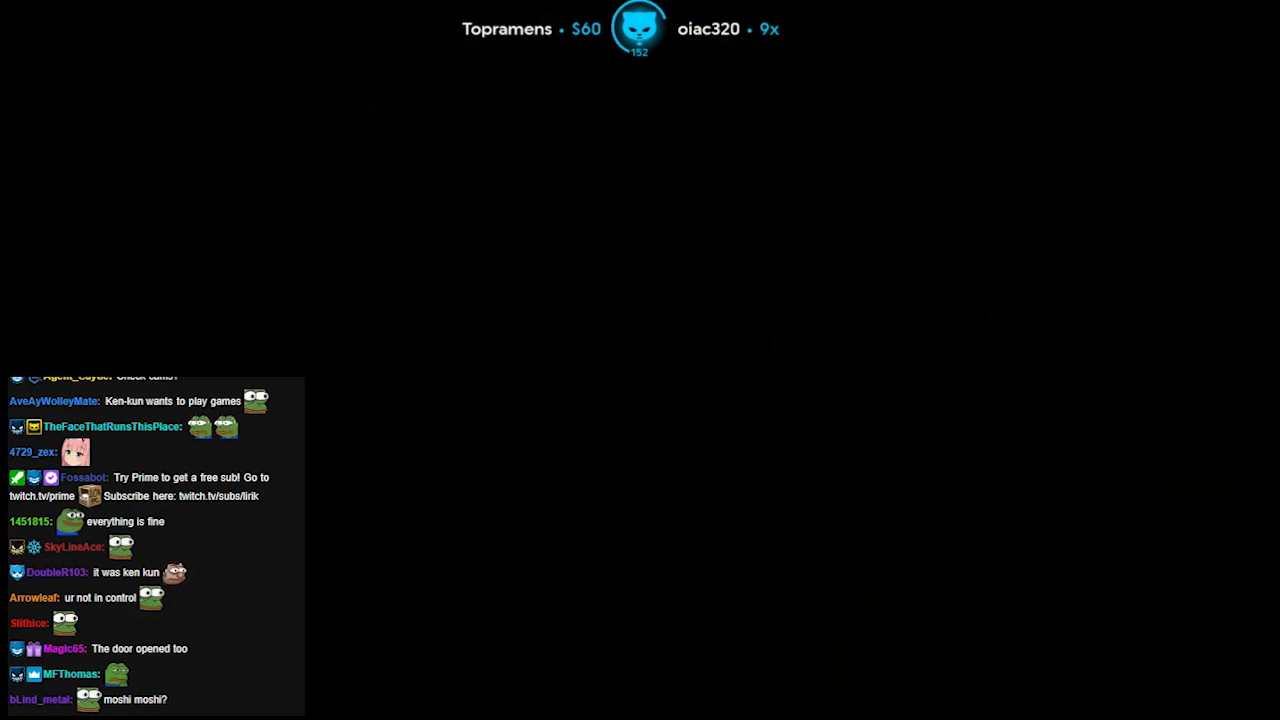 Topramens • $60
152
oiac320 • 9x
AveAyWolleyMate: Ken-kun wants to play games
TheFaceThatRunsThisPlace:
4729_zex:
Fossabot: Try Prime to get a free sub! Go to
twitch.tv/prime Subscribe here: twitch.tv/subs/lirik
1451815: everything is fine
SkyLineAce:
DoubleR103: it was ken kun
Arrowleaf: ur not in control
Slithice:
Magic65: The door opened too
MFThomas:
bLind_metal: moshi moshi?